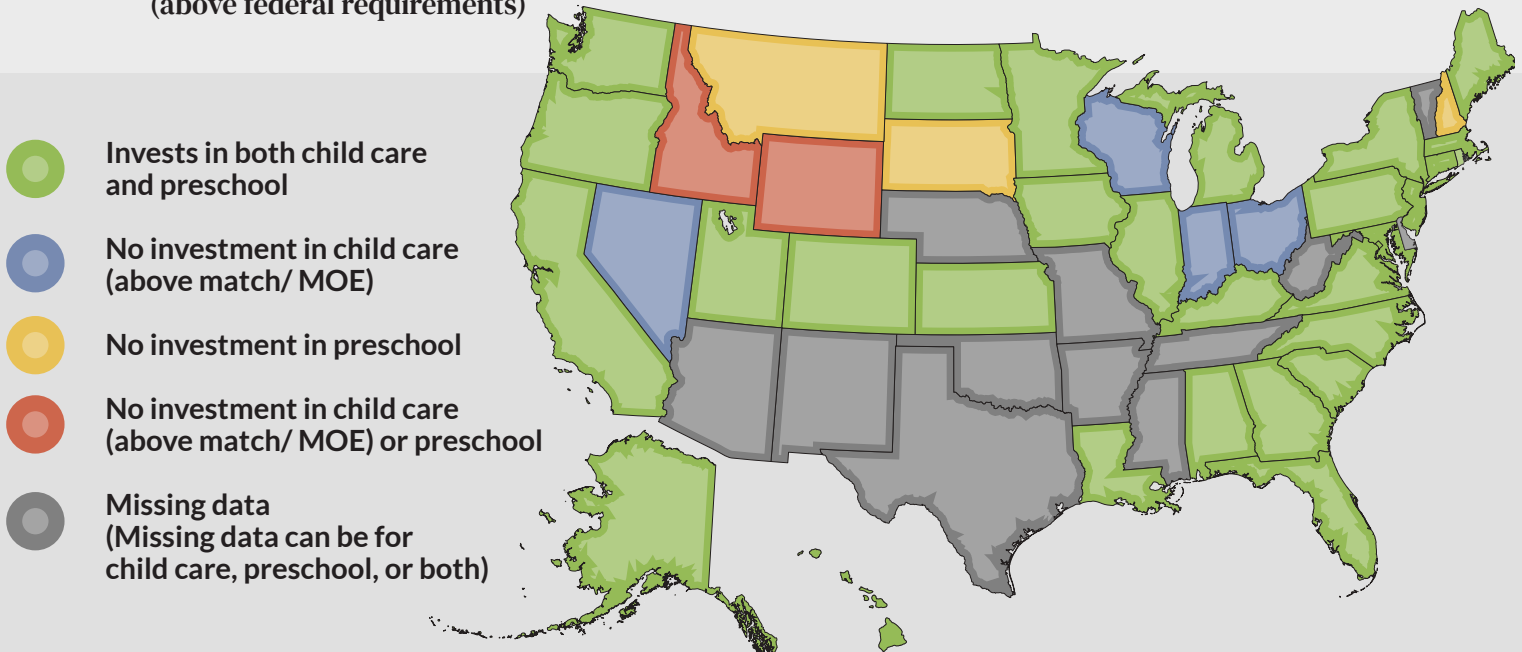 (above federal requirements)
Invests in both child care
and preschool
No investment in child care
(above match/ MOE)
No investment in preschool
No investment in child care
(above match/ MOE) or preschool
Missing data
(Missing data can be for
child care, preschool, or both)